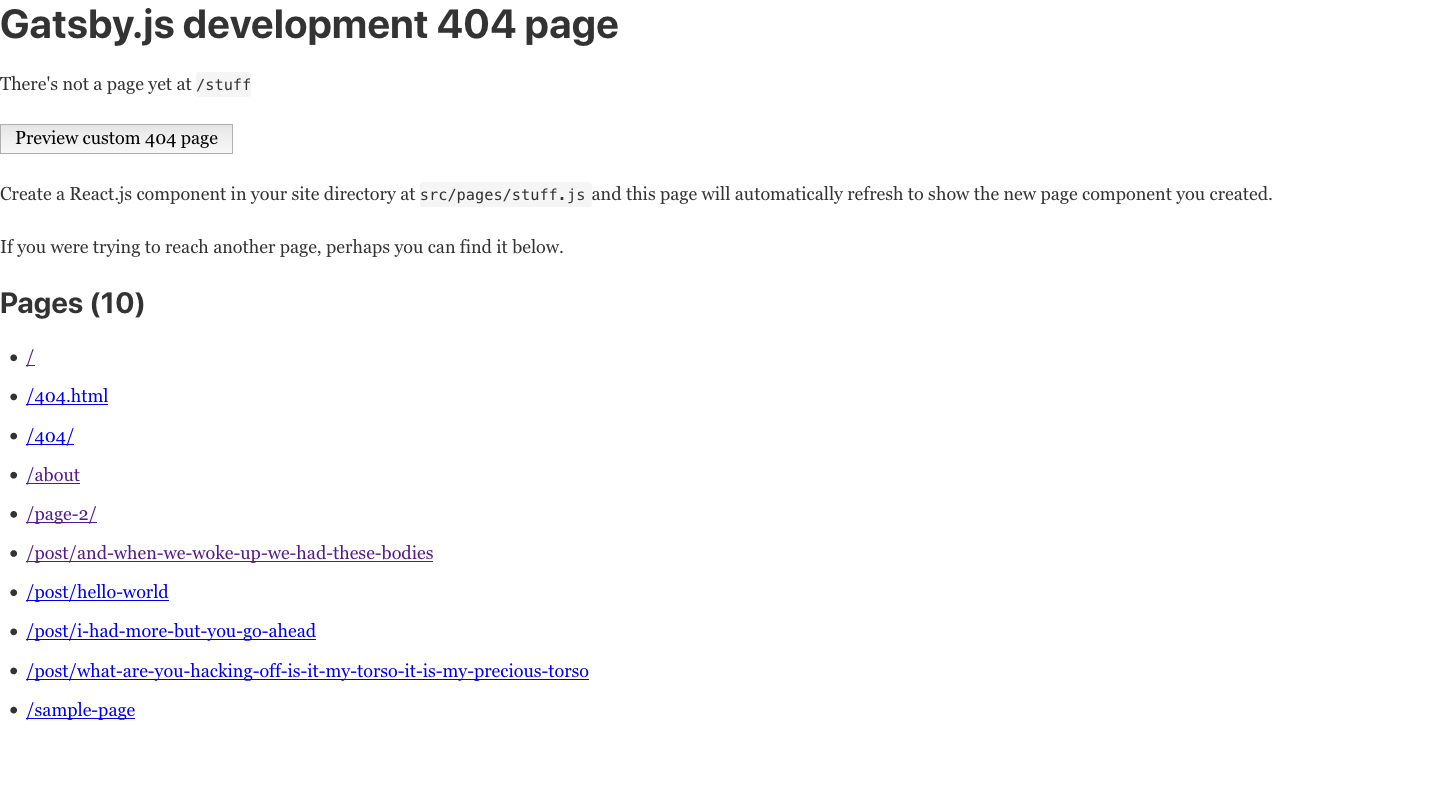 Gatsby.js development 404 page
There's not a page yet at /stuff
Preview custom 404 page
Create a React.js component in your site directory at src/pages/stuff.js and this page will automatically refresh to show the new page component you created.
If you were trying to reach another page, perhaps you can find it below.
Pages (10)
• /
• /404.html
• /404/
• /about
• /page-2/
• /post/and-when-we-woke-up-we-had-these-bodies
• /post/hello-world
• /post/i-had-more-but-you-go-ahead
• /post/what-are-you-hacking-off-is-it-my-torso-it-is-my-precious-torso
• /sample-page